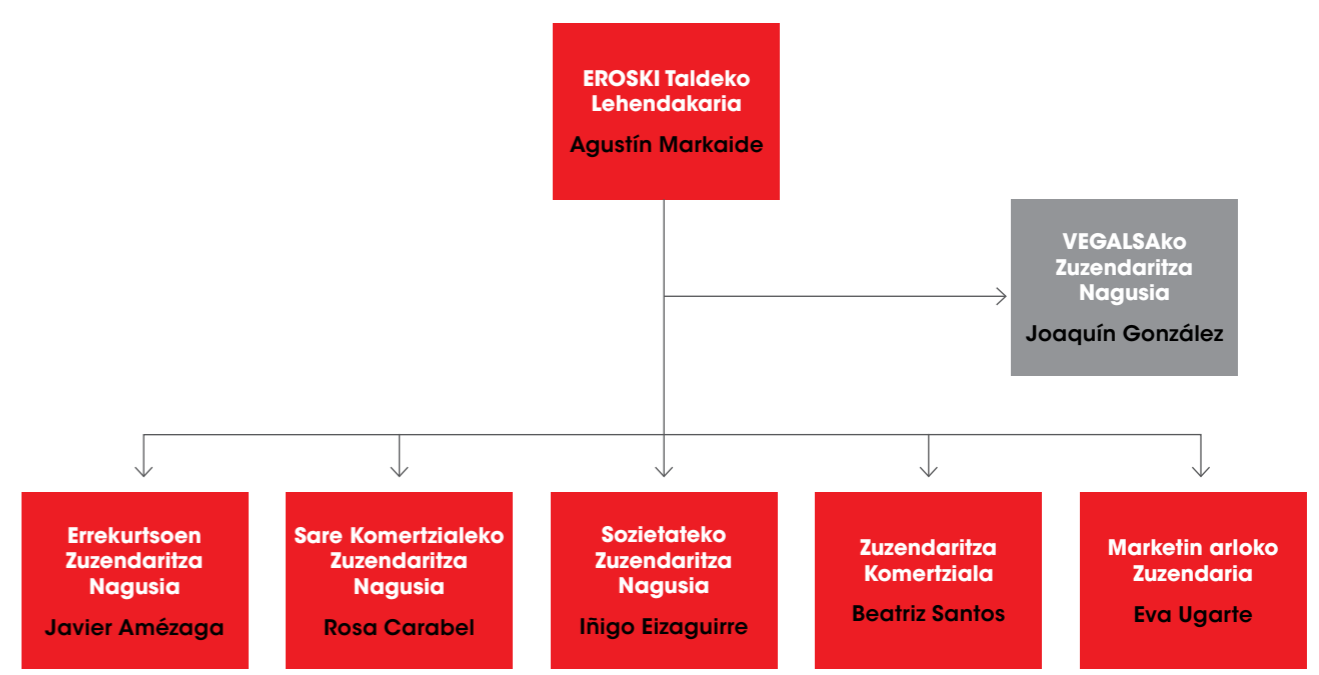 EROSKI Taldeko
Lehendakaria
Agustín Markaide
VEGALSAko
Zuzendaritza
Nagusia
Joaquín González
Errekurtsoen
Zuzendaritza
Nagusia
Javier Amézaga
Sare Komertzialeko
Zuzendaritza
Nagusia
Rosa Carabel
Sozietateko
Zuzendaritza
Nagusia
Iñigo Eizaguirre
Zuzendaritza
Komertziala
Beatriz Santos
Marketin arloko
Zuzendaria
Eva Ugarte